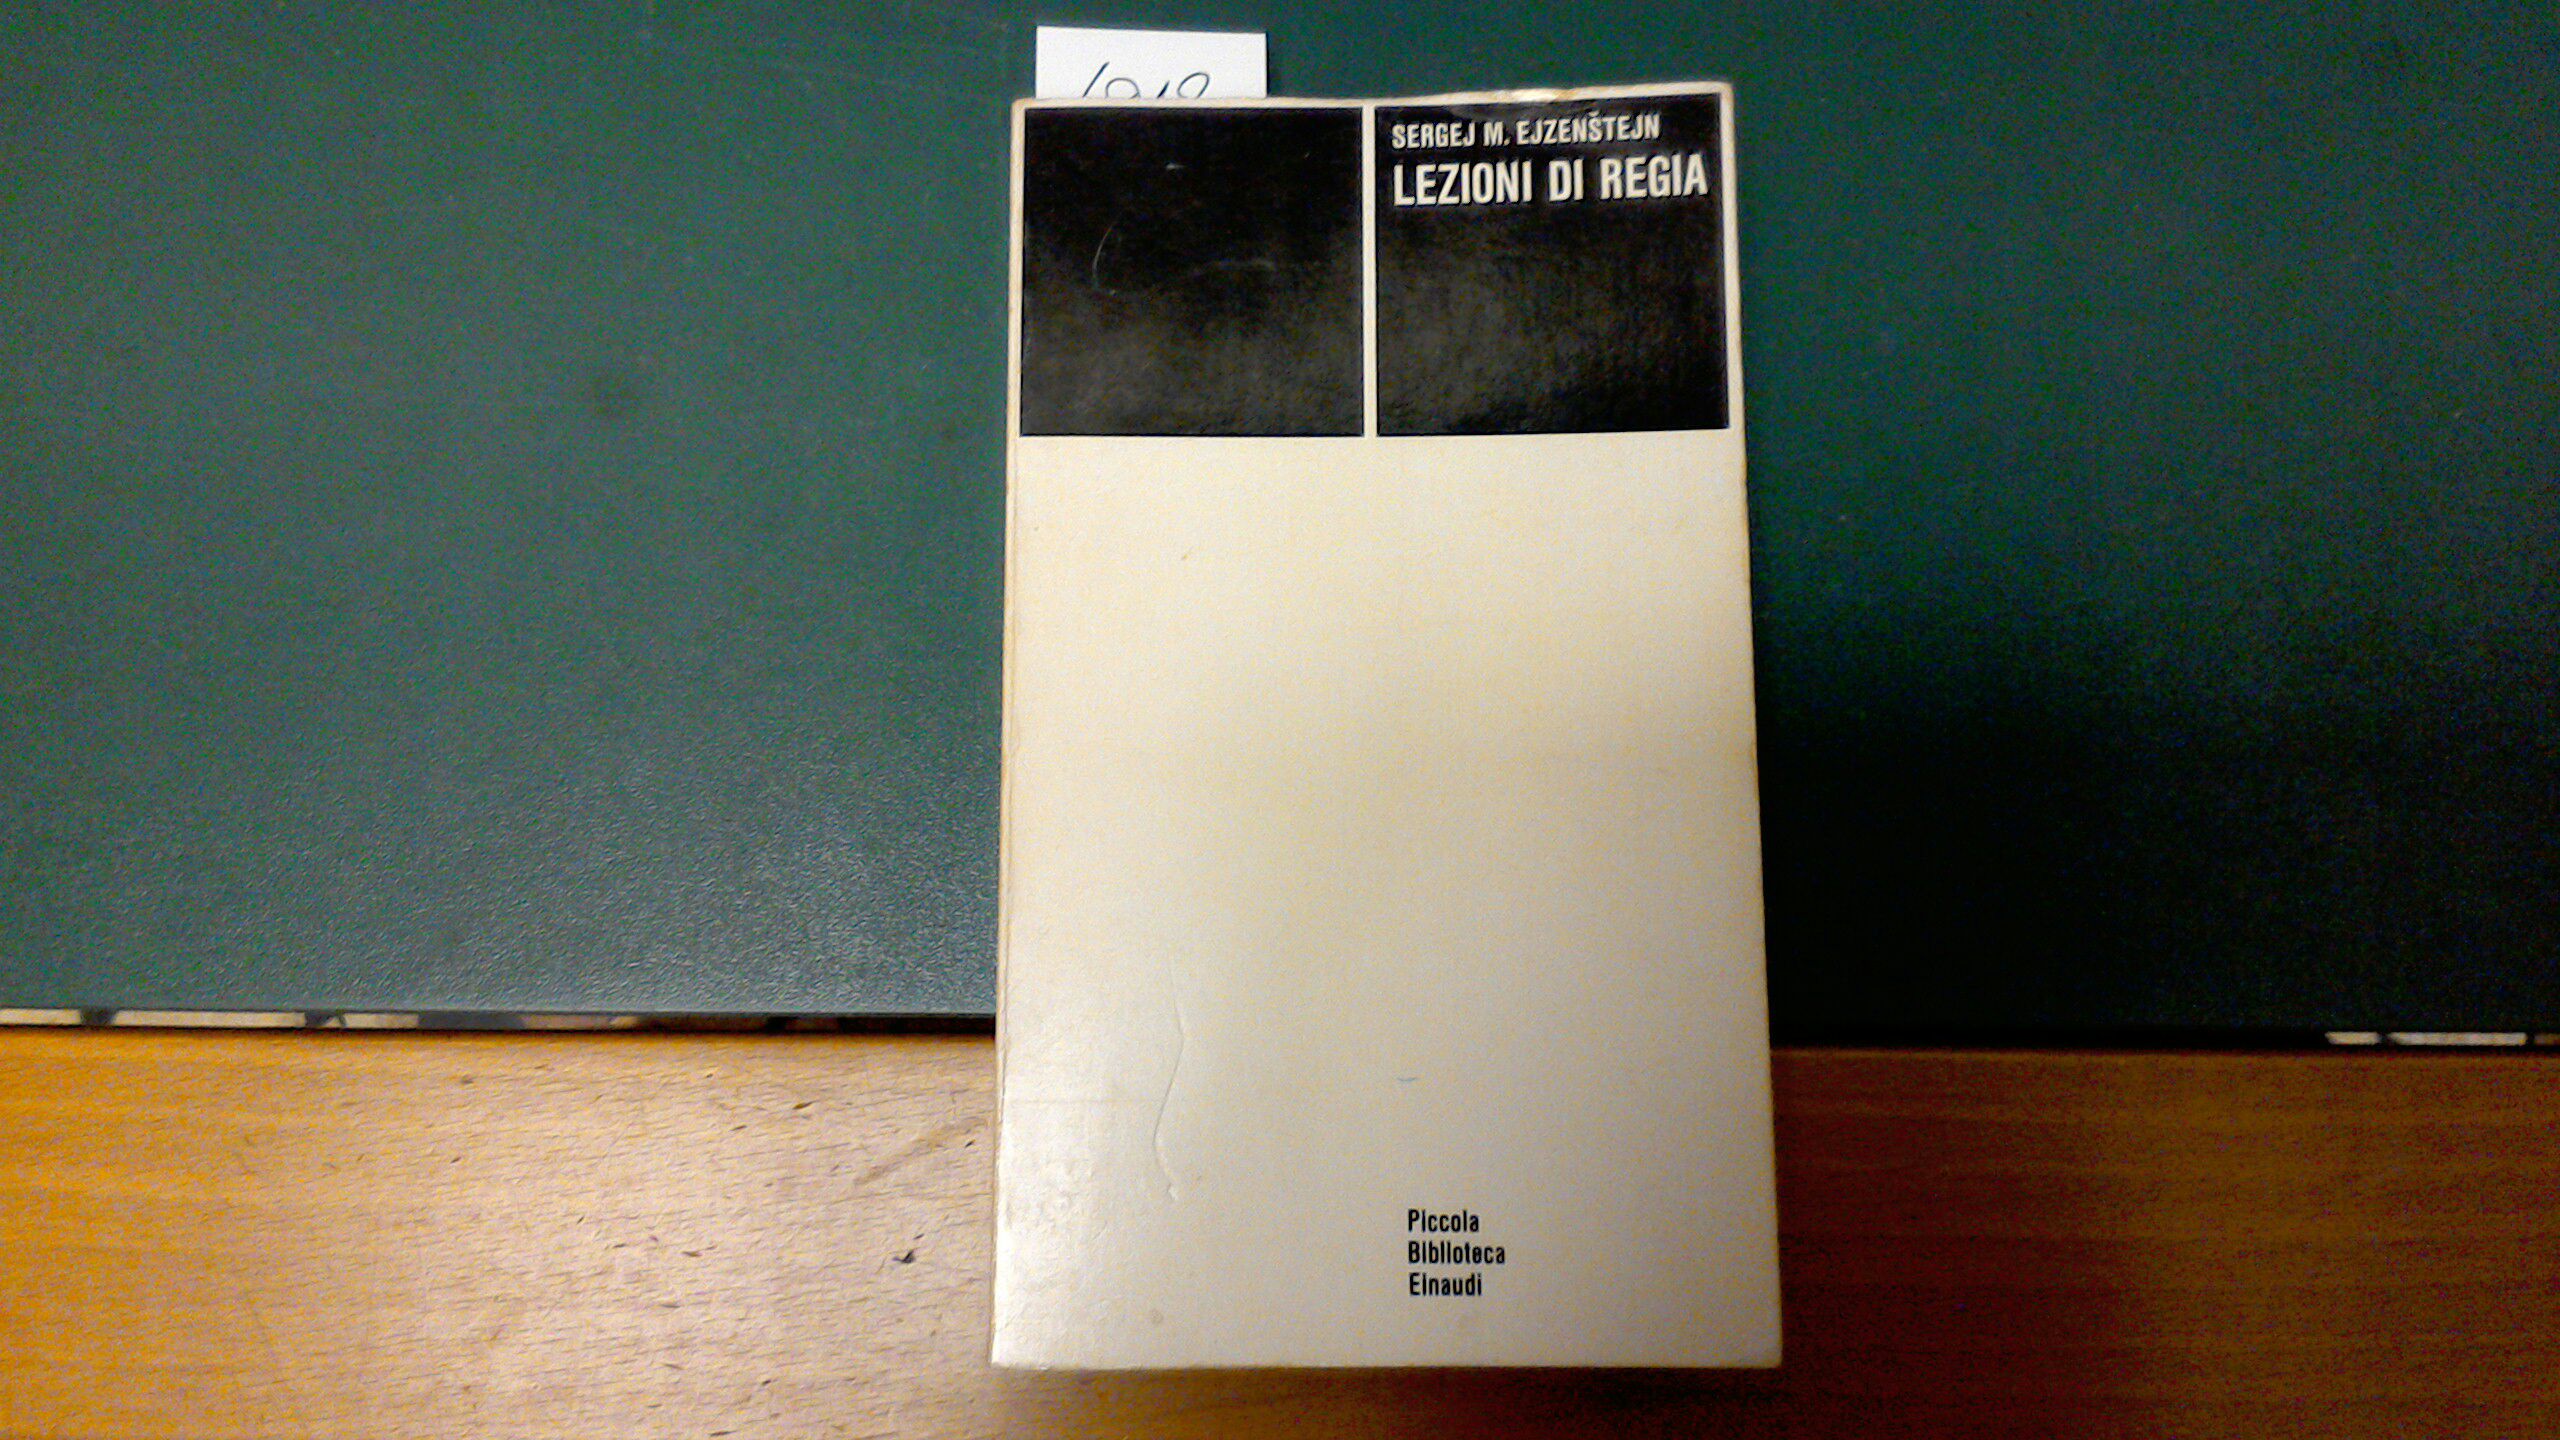 SERGEJ M. EJZENŠTEJN
LEZIONI DI REGIA
Piccola
Biblioteca
Einaudi